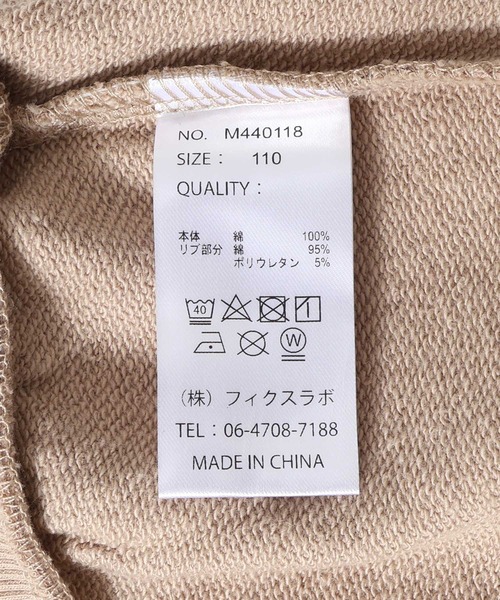 NO. M440118
SIZE : 110
QUALITY :
本体 綿 100%
リブ部分 綿 95%
ポリウレタン 5%
40
W
（株）フィクスラボ
TEL : 06-4708-7188
MADE IN CHINA